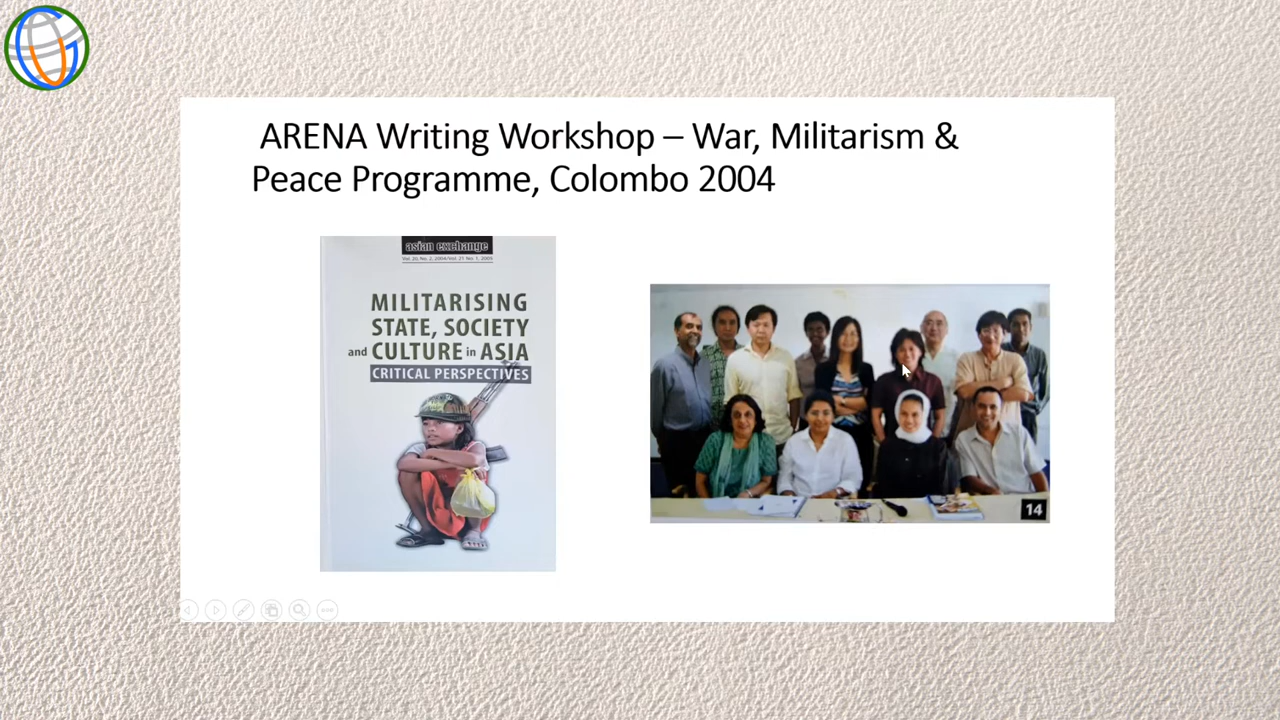 ARENA Writing Workshop – War, Militarism &
Peace Programme, Colombo 2004
asian exchange
Vol. 20, No. 2, 2004/Vol. 21 No. 1, 2005
MILITARISING
STATE, SOCIETY
and CULTURE in ASIA
CRITICAL PERSPECTIVES
14